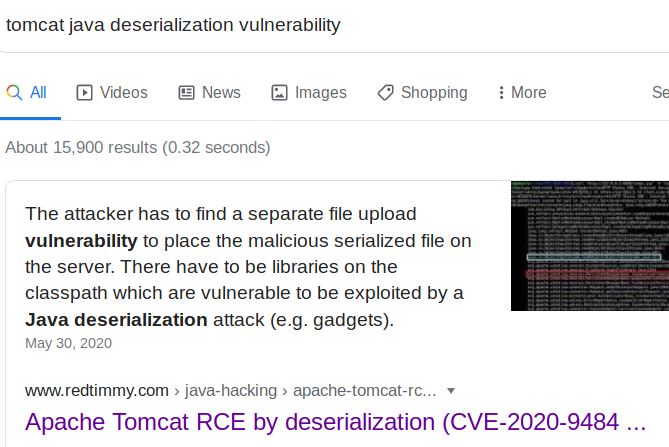 tomcat java deserialization vulnerability
All Videos News Images Shopping More Se
About 15,900 results (0.32 seconds)
The attacker has to find a separate file upload
vulnerability to place the malicious serialized file on
the server. There have to be libraries on the
classpath which are vulnerable to be exploited by a
Java deserialization attack (e.g. gadgets).
May 30, 2020
www.redtimmy.com › java-hacking › apache-tomcat-rc...
Apache Tomcat RCE by deserialization (CVE-2020-9484 ...